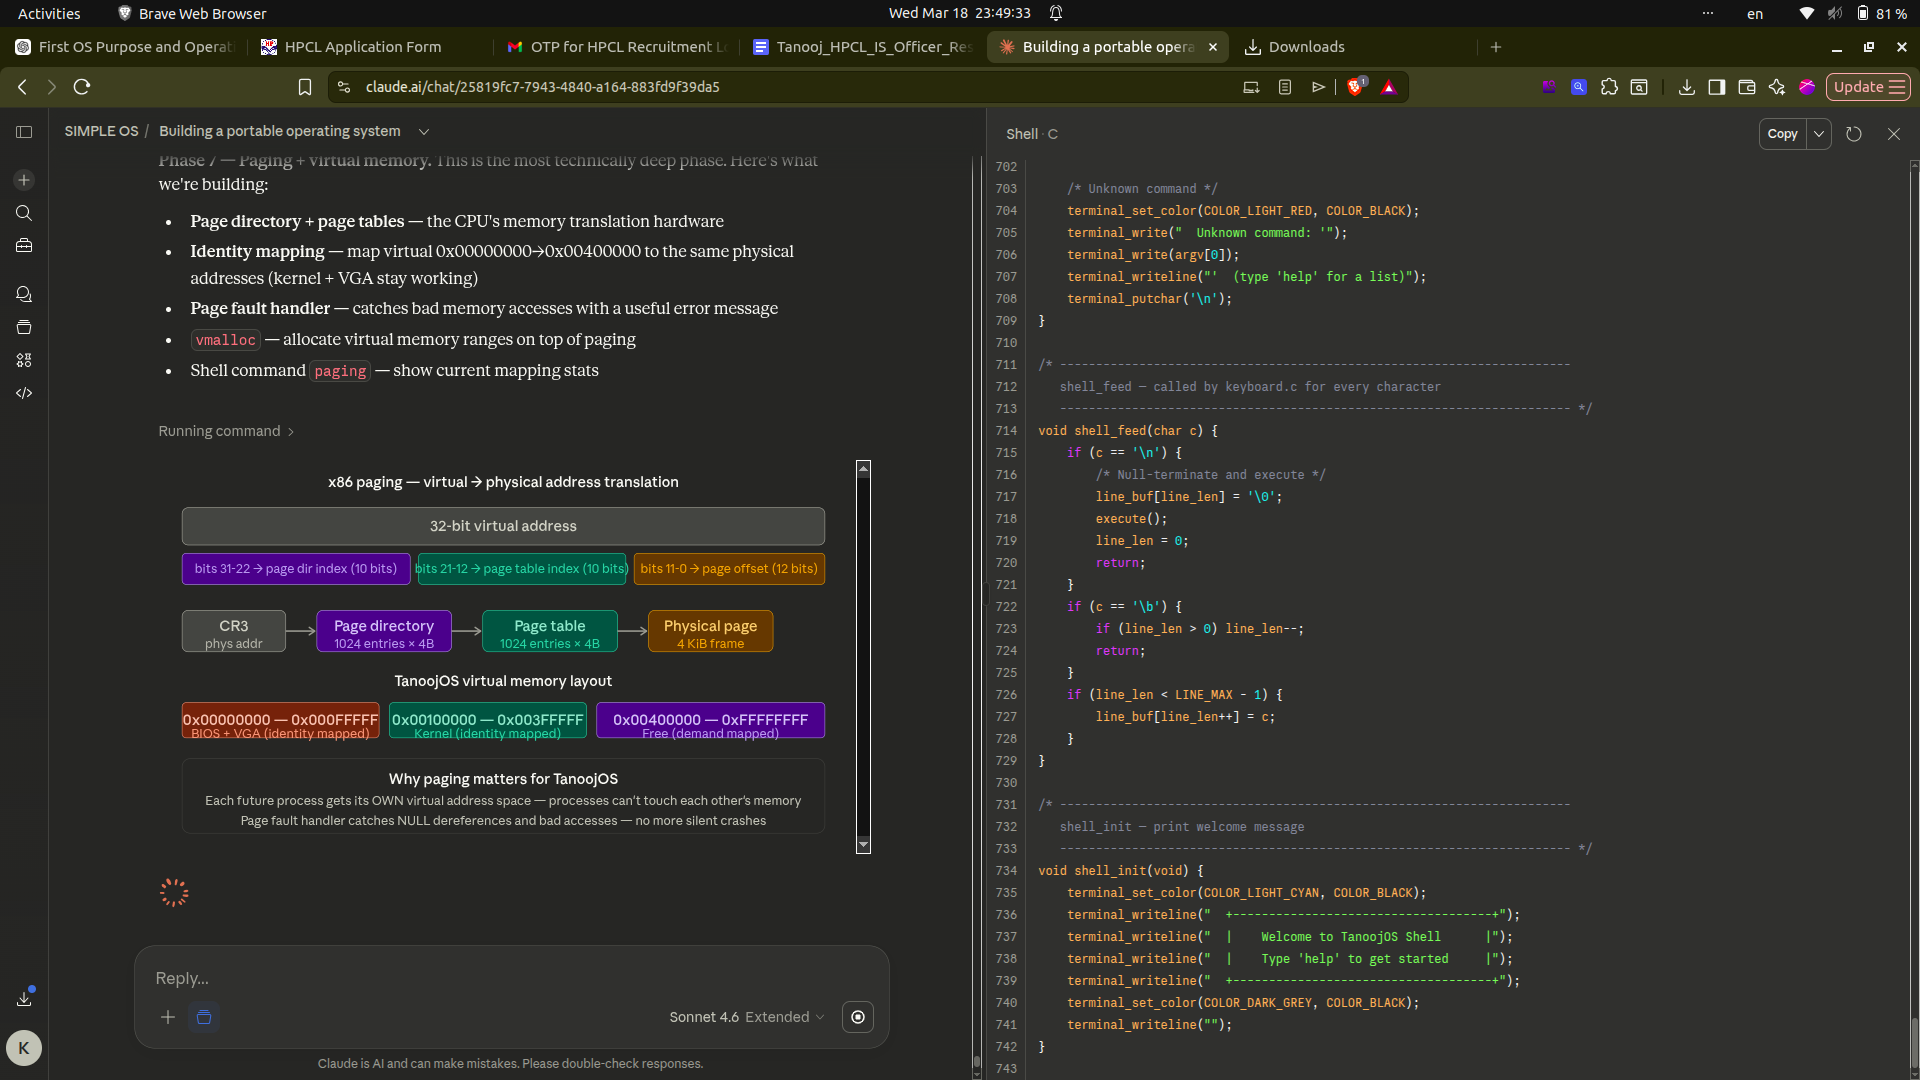 Activities
Brave Web Browser
Wed Mar 18 23:49:33
en
81 %
First OS Purpose and Operati
HPCL Application Form
OTP for HPCL Recruitment L
Tanooj_HPCL_IS_Officer_Res
Building a portable opera
Downloads
claude.ai/chat/25819fc7-7943-4840-a164-883fd9f39da5
1
Update
SIMPLE OS / Building a portable operating system
Phase 7 — Paging + virtual memory. This is the most technically deep phase. Here's what
we're building:
• Page directory + page tables — the CPU's memory translation hardware
• Identity mapping — map virtual 0x00000000→0x00400000 to the same physical
addresses (kernel + VGA stay working)
• Page fault handler — catches bad memory accesses with a useful error message
• vmalloc — allocate virtual memory ranges on top of paging
• Shell command paging — show current mapping stats
Running command >
x86 paging — virtual → physical address translation
32-bit virtual address
bits 31-22 → page dir index (10 bits)
bits 21-12 → page table index (10 bits)
bits 11-0 → page offset (12 bits)
CR3
phys addr
Page directory
1024 entries × 4B
Page table
1024 entries × 4B
Physical page
4 KiB frame
TanoojOS virtual memory layout
0x00000000 — 0x000FFFFF
BIOS + VGA (identity mapped)
0x00100000 — 0x003FFFFF
Kernel (identity mapped)
0x00400000 — 0xFFFFFFFF
Free (demand mapped)
Why paging matters for TanoojOS
Each future process gets its OWN virtual address space — processes can't touch each other's memory
Page fault handler catches NULL dereferences and bad accesses — no more silent crashes
Reply...
Sonnet 4.6 Extended
Claude is AI and can make mistakes. Please double-check responses.
K
Shell · C
Copy
702
703 /* Unknown command */
704 terminal_set_color(COLOR_LIGHT_RED, COLOR_BLACK);
705 terminal_write("  Unknown command: '");
706 terminal_write(argv[0]);
707 terminal_writeline("'  (type 'help' for a list)");
708 terminal_putchar('\n');
709 }
710
711 /* -----------------------------------------------------------------------
712 shell_feed — called by keyboard.c for every character
713 ----------------------------------------------------------------------- */
714 void shell_feed(char c) {
715 if (c == '\n') {
716 /* Null-terminate and execute */
717 line_buf[line_len] = '\0';
718 execute();
719 line_len = 0;
720 return;
721 }
722 if (c == '\b') {
723 if (line_len > 0) line_len--;
724 return;
725 }
726 if (line_len < LINE_MAX - 1) {
727 line_buf[line_len++] = c;
728 }
729 }
730
731 /* -----------------------------------------------------------------------
732 shell_init — print welcome message
733 ----------------------------------------------------------------------- */
734 void shell_init(void) {
735 terminal_set_color(COLOR_LIGHT_CYAN, COLOR_BLACK);
736 terminal_writeline("  +------------------------------------+");
737 terminal_writeline("  |    Welcome to TanoojOS Shell      |");
738 terminal_writeline("  |    Type 'help' to get started     |");
739 terminal_writeline("  +------------------------------------+");
740 terminal_set_color(COLOR_DARK_GREY, COLOR_BLACK);
741 terminal_writeline("");
742 }
743